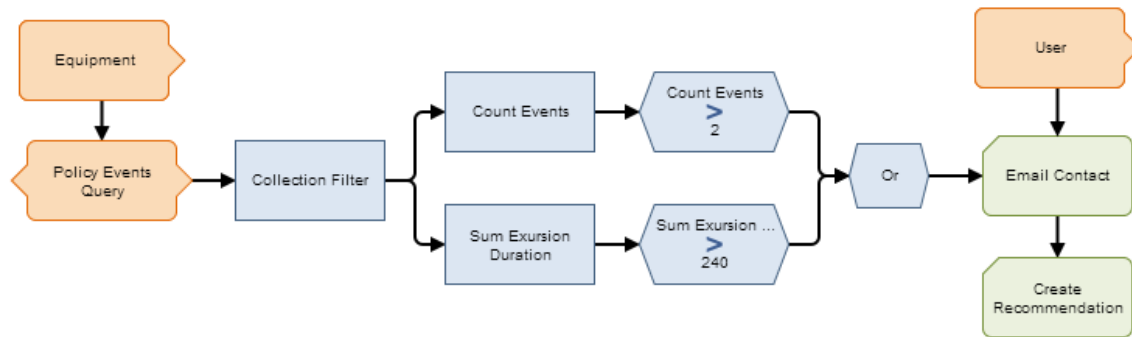 Equipment
Policy Events
Query
Collection Filter
Count Events
Count Events
>
2
Sum Exursion
Duration
Sum Exursion ...
>
240
Or
User
Email Contact
Create
Recommendation